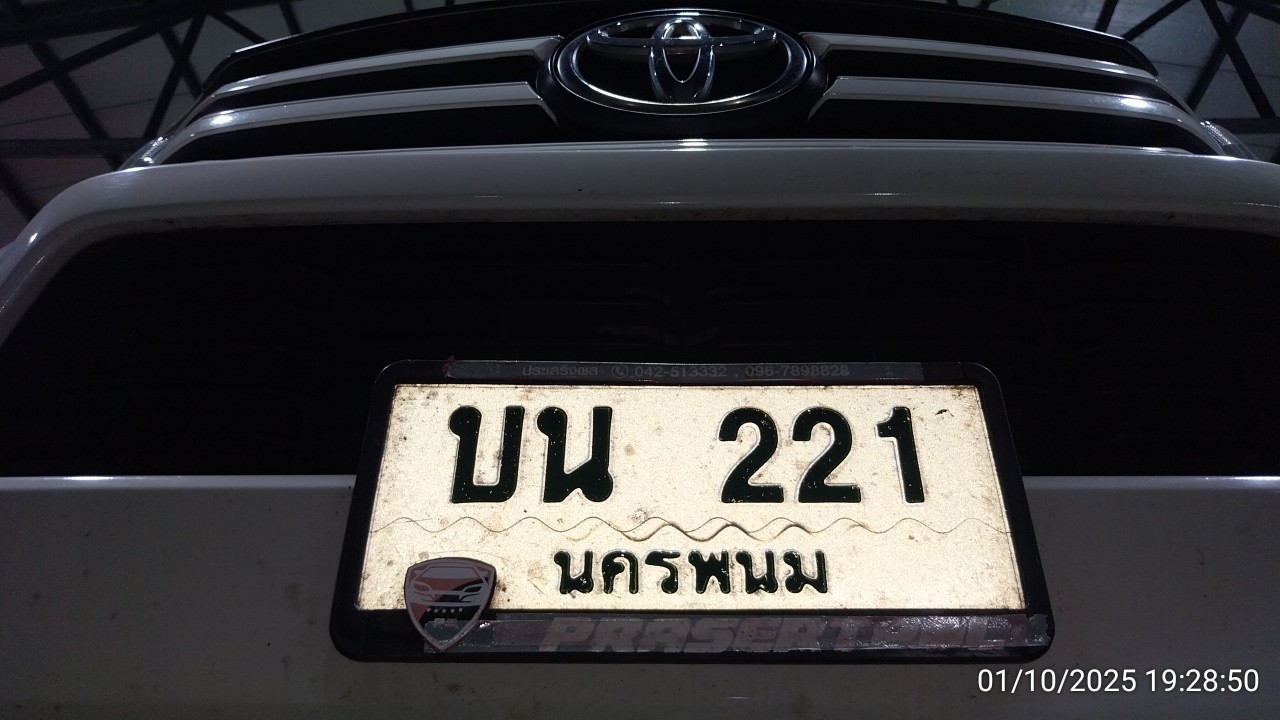 ประเสริฐผล 042-513332 , 096-7898828
บน 221
นครพนม
01/10/2025 19:28:50